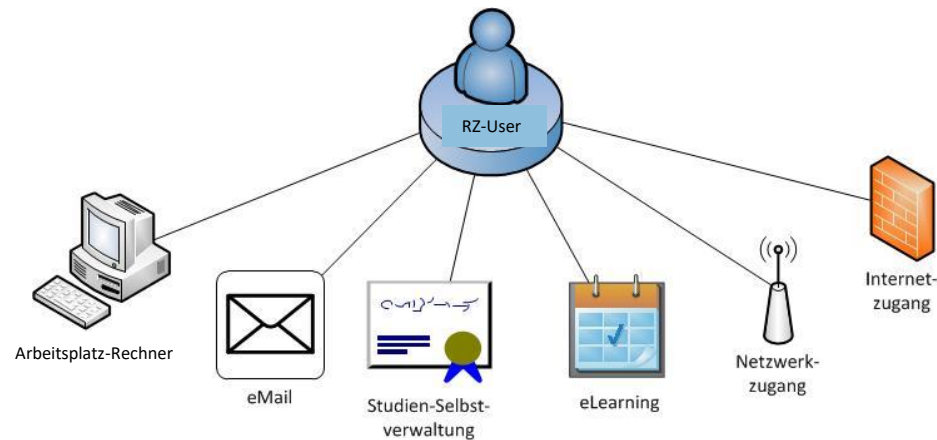 RZ-User
Arbeitsplatz-Rechner
eMail
Studien-Selbst-
verwaltung
eLearning
Netzwerk-
zugang
Internet-
zugang